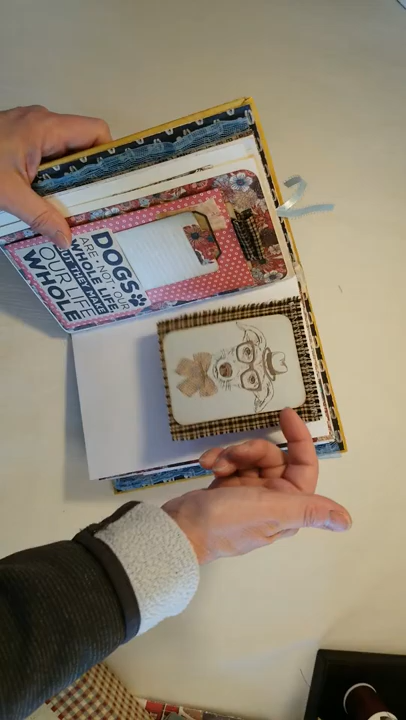 DOGS
ARE NOT OUR
WHOLE LIFE
BUT THEY MAKE
OUR LIFE
WHOLE